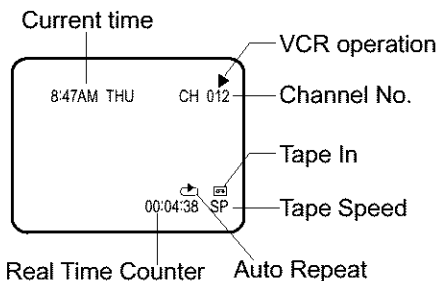 Current time
VCR operation
8:47AM THU CH 012
Channel No.
Tape In
00:04:38 SP
Tape Speed
Real Time Counter
Auto Repeat